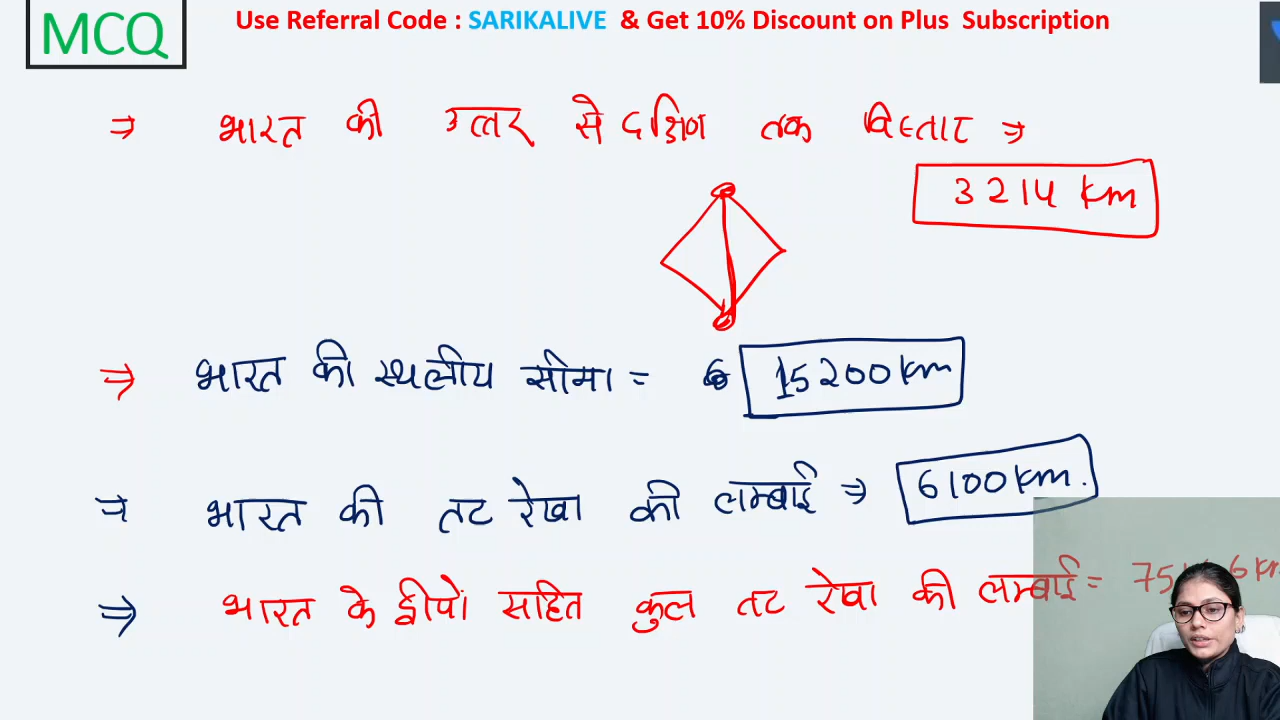 MCQ
Use Referral Code : SARIKALIVE & Get 10% Discount on Plus Subscription
⇒ भारत की उत्तर से दक्षिण तक विस्तार ⇒
3214 km
⇒ भारत की स्थलीय सीमा = 15200 km
⇒ भारत की तट रेखा की लम्बाई ⇒ 6100 km.
⇒ भारत के द्वीपों सहित कुल तट रेखा की लम्बाई =